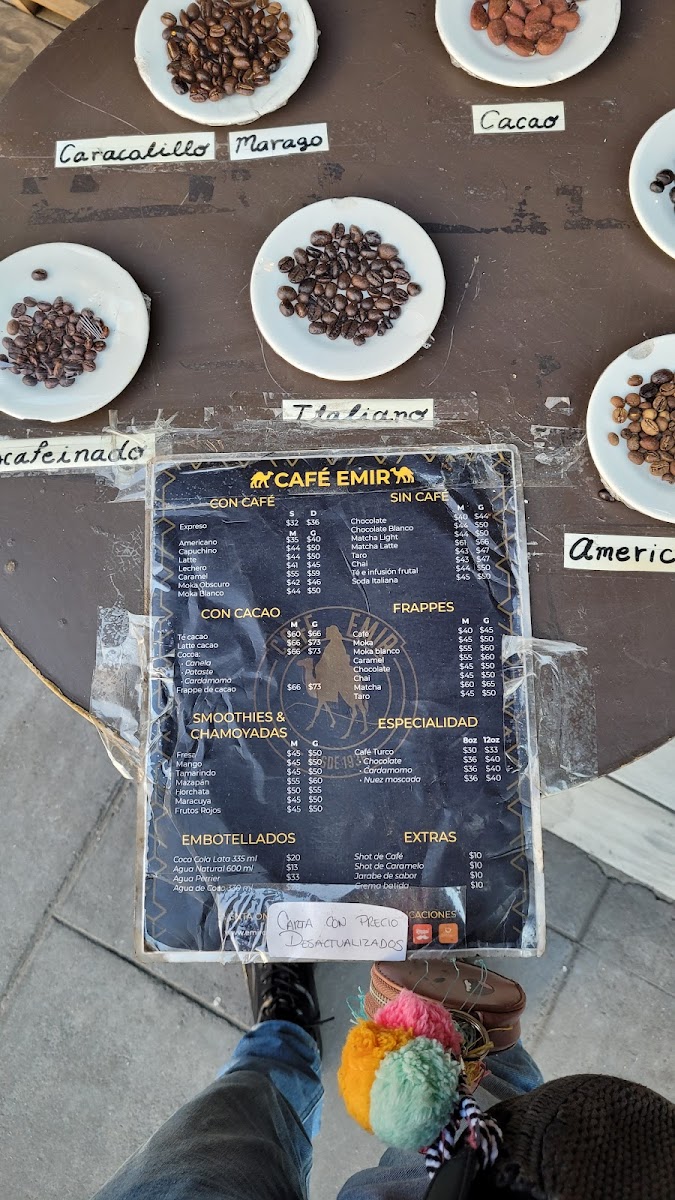 Caracolillo
Marago
Cacao
Italiano
cafeinado
Americ
CAFÉ EMIR
CON CAFÉ
S D
Expreso $32 $36
M G
Americano $35 $40
Capuchino $44 $50
Latte $44 $50
Lechero $41 $45
Caramel $55 $59
Moka Obscuro $42 $46
Moka Blanco $44 $50
SIN CAFÉ
M G
Chocolate $40 $44
Chocolate Blanco $44 $50
Matcha Light $44 $50
Matcha Latte $61 $66
Taro $43 $47
Chai $43 $47
Té e infusión frutal $44 $50
Soda Italiana $45 $50
CON CACAO
M G
Té cacao $60 $66
Latte cacao $66 $73
Cocoa: $66 $73
• Canela
• Pataste
• Cardamomo
Frappe de cacao $66 $73
FRAPPES
M G
Café $40 $45
Moka $45 $50
Moka blanco $55 $60
Caramel $55 $60
Chocolate $45 $50
Chai $45 $50
Matcha $60 $65
Taro $45 $50
SMOOTHIES &
CHAMOYADAS
M G
Fresa $45 $50
Mango $45 $50
Tamarindo $45 $50
Mazapán $55 $60
Horchata $50 $55
Maracuya $45 $50
Frutos Rojos $45 $50
ESPECIALIDAD
8oz 12oz
Café Turco $30 $33
• Chocolate $36 $40
• Cardamomo $36 $40
• Nuez moscada $36 $40
EMBOTELLADOS
Coca Cola Lata 335 ml $20
Agua Natural 600 ml $13
Agua Perrier $33
Agua de Coco 330 ml
EXTRAS
Shot de Café $10
Shot de Caramelo $10
Jarabe de sabor $10
Crema batida $10
CARTA CON PRECIO
DESACTUALIZADOS